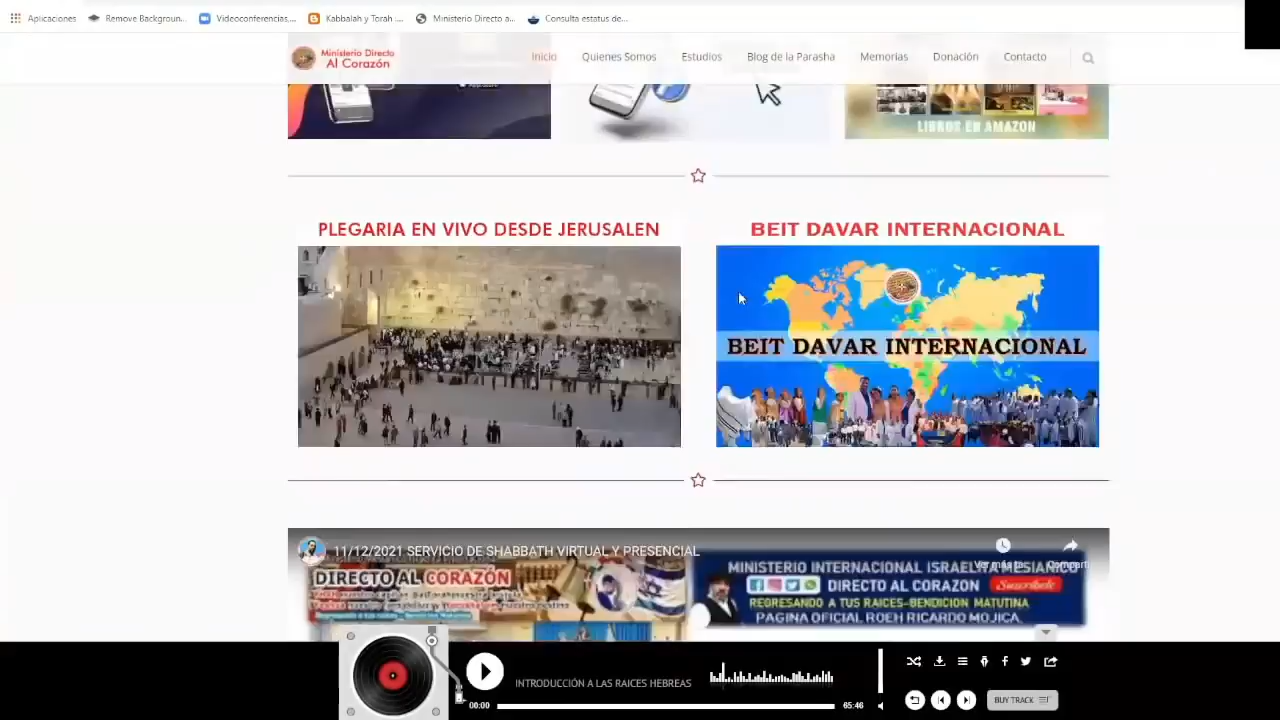 Aplicaciones
Remove Backgroun...
Videoconferencias,...
Kabbalah y Torah :...
Ministerio Directo a...
Consulta estatus de...
Ministerio Directo
Al Corazón
Inicio
Quienes Somos
Estudios
Blog de la Parasha
Memorias
Donación
Contacto
LIBROS EN AMAZON
PLEGARIA EN VIVO DESDE JERUSALEN
BEIT DAVAR INTERNACIONAL
BEIT DAVAR INTERNACIONAL
11/12/2021 SERVICIO DE SHABBATH VIRTUAL Y PRESENCIAL
DIRECTO AL CORAZÓN
MINISTERIO INTERNACIONAL
DIRECTO AL CORAZON
Suscribete
REGRESANDO A TUS RAICES-BENDICION MATUTINA
PAGINA OFICIAL ROEH RICARDO MOJICA
INTRODUCCIÓN A LAS RAICES HEBREAS
00:00
65:46
BUY TRACK